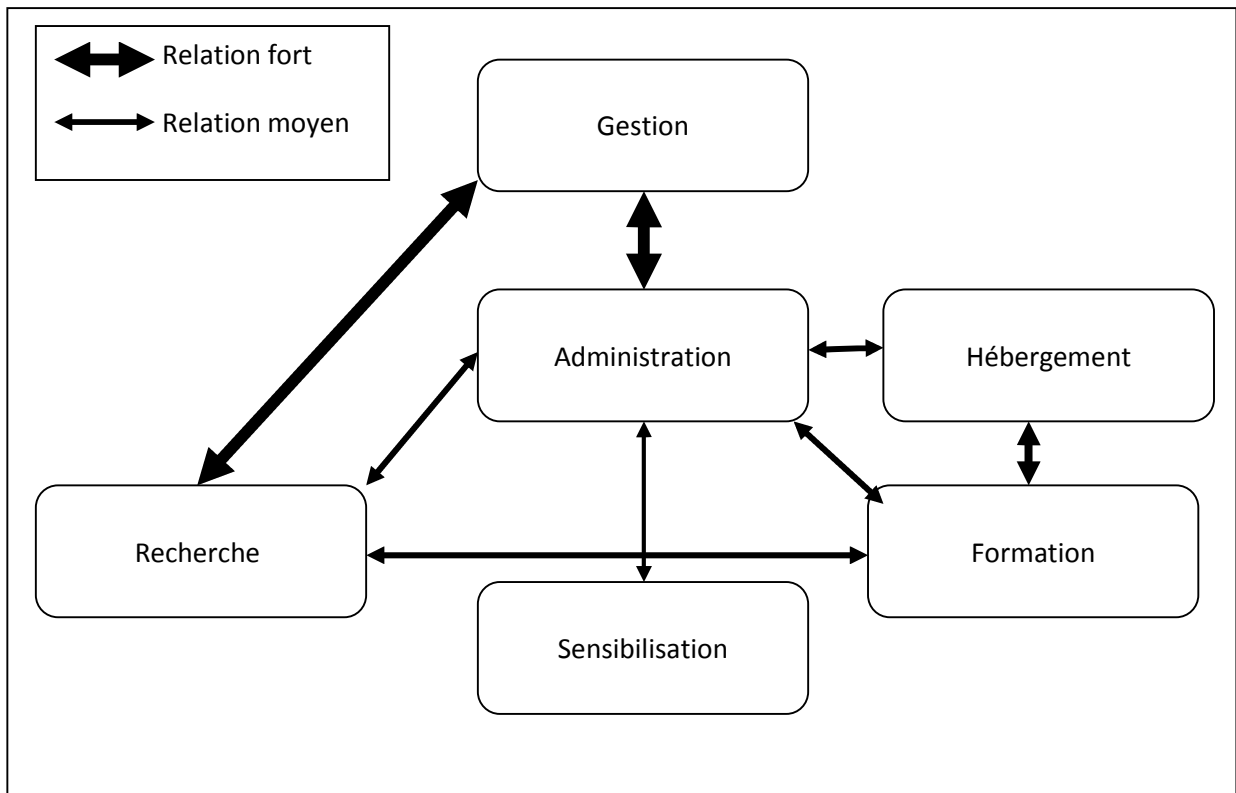 Relation fort
Relation moyen
Gestion
Administration
Hébergement
Recherche
Formation
Sensibilisation